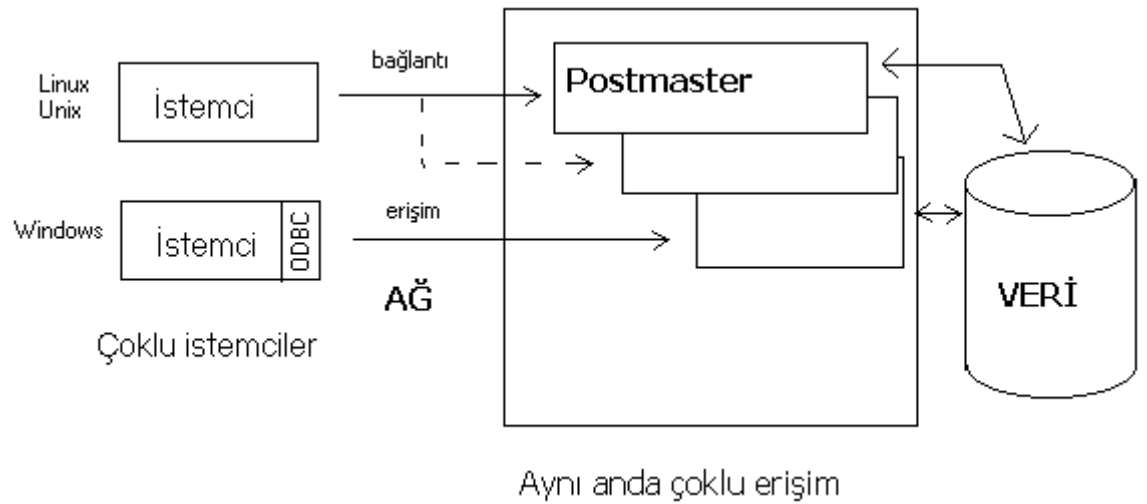 Linux
Unix
İstemci
bağlantı
Postmaster
Windows
İstemci
ODBC
erişim
AĞ
VERİ
Çoklu istemciler
Aynı anda çoklu erişim